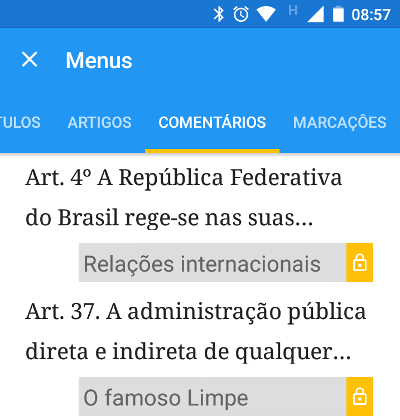 H 08:57
Menus
TULOS ARTIGOS COMENTÁRIOS MARCAÇÕES
Art. 4º A República Federativa
do Brasil rege-se nas suas...
Relações internacionais
Art. 37. A administração pública
direta e indireta de qualquer...
O famoso Limpe